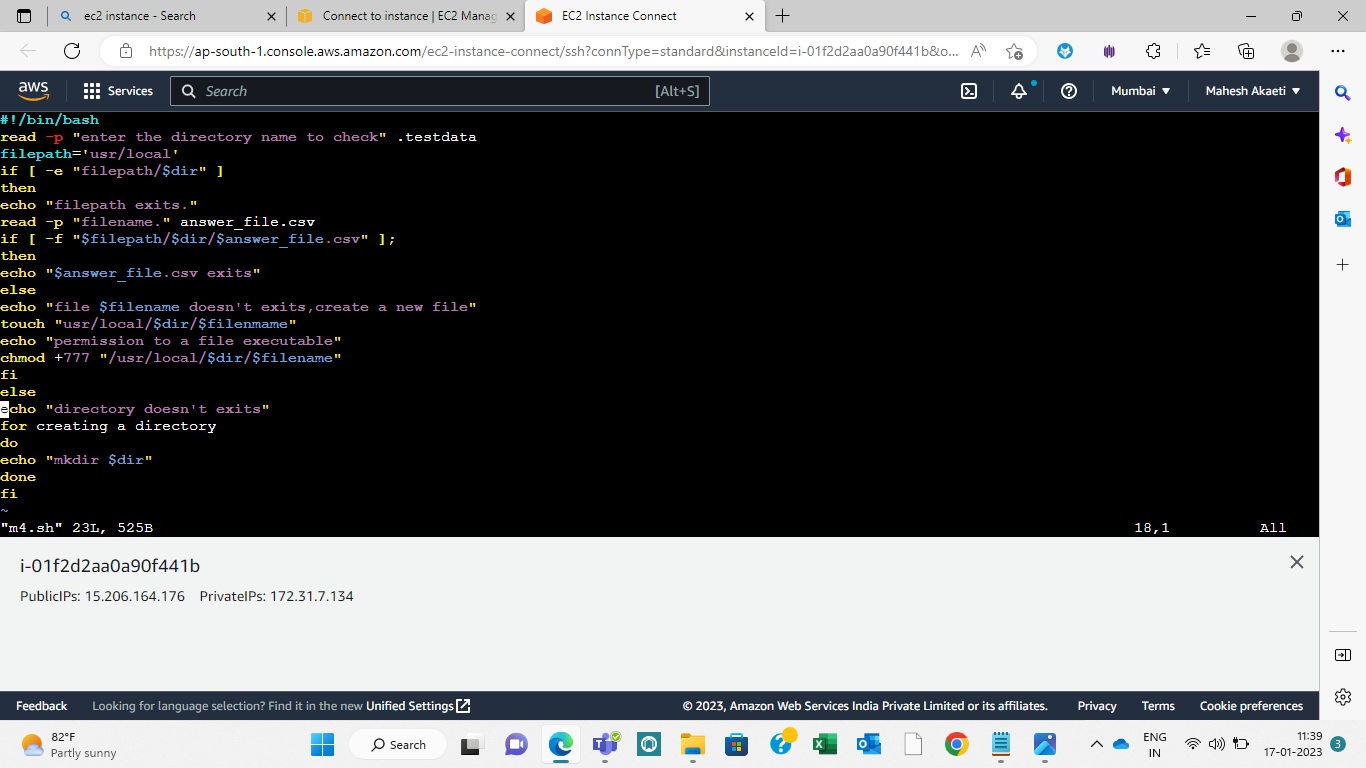 ec2 instance - Search
Connect to instance | EC2 Manag
EC2 Instance Connect
https://ap-south-1.console.aws.amazon.com/ec2-instance-connect/ssh?connType=standard&instanceId=i-01f2d2aa0a90f441b&o...
aws
Services
Search
[Alt+S]
Mumbai
Mahesh Akaeti
#!/bin/bash
read -p "enter the directory name to check" .testdata
filepath='usr/local'
if [ -e "filepath/$dir" ]
then
echo "filepath exits."
read -p "filename." answer_file.csv
if [ -f "$filepath/$dir/$answer_file.csv" ];
then
echo "$answer_file.csv exits"
else
echo "file $filename doesn't exits,create a new file"
touch "usr/local/$dir/$filenmame"
echo "permission to a file executable"
chmod +777 "/usr/local/$dir/$filename"
fi
else
echo "directory doesn't exits"
for creating a directory
do
echo "mkdir $dir"
done
fi
~
"m4.sh" 23L, 525B
18,1
All
i-01f2d2aa0a90f441b
PublicIPs: 15.206.164.176 PrivateIPs: 172.31.7.134
Feedback
Looking for language selection? Find it in the new Unified Settings
© 2023, Amazon Web Services India Private Limited or its affiliates.
Privacy
Terms
Cookie preferences
82°F
Partly sunny
Search
ENG
IN
11:39
17-01-2023
3